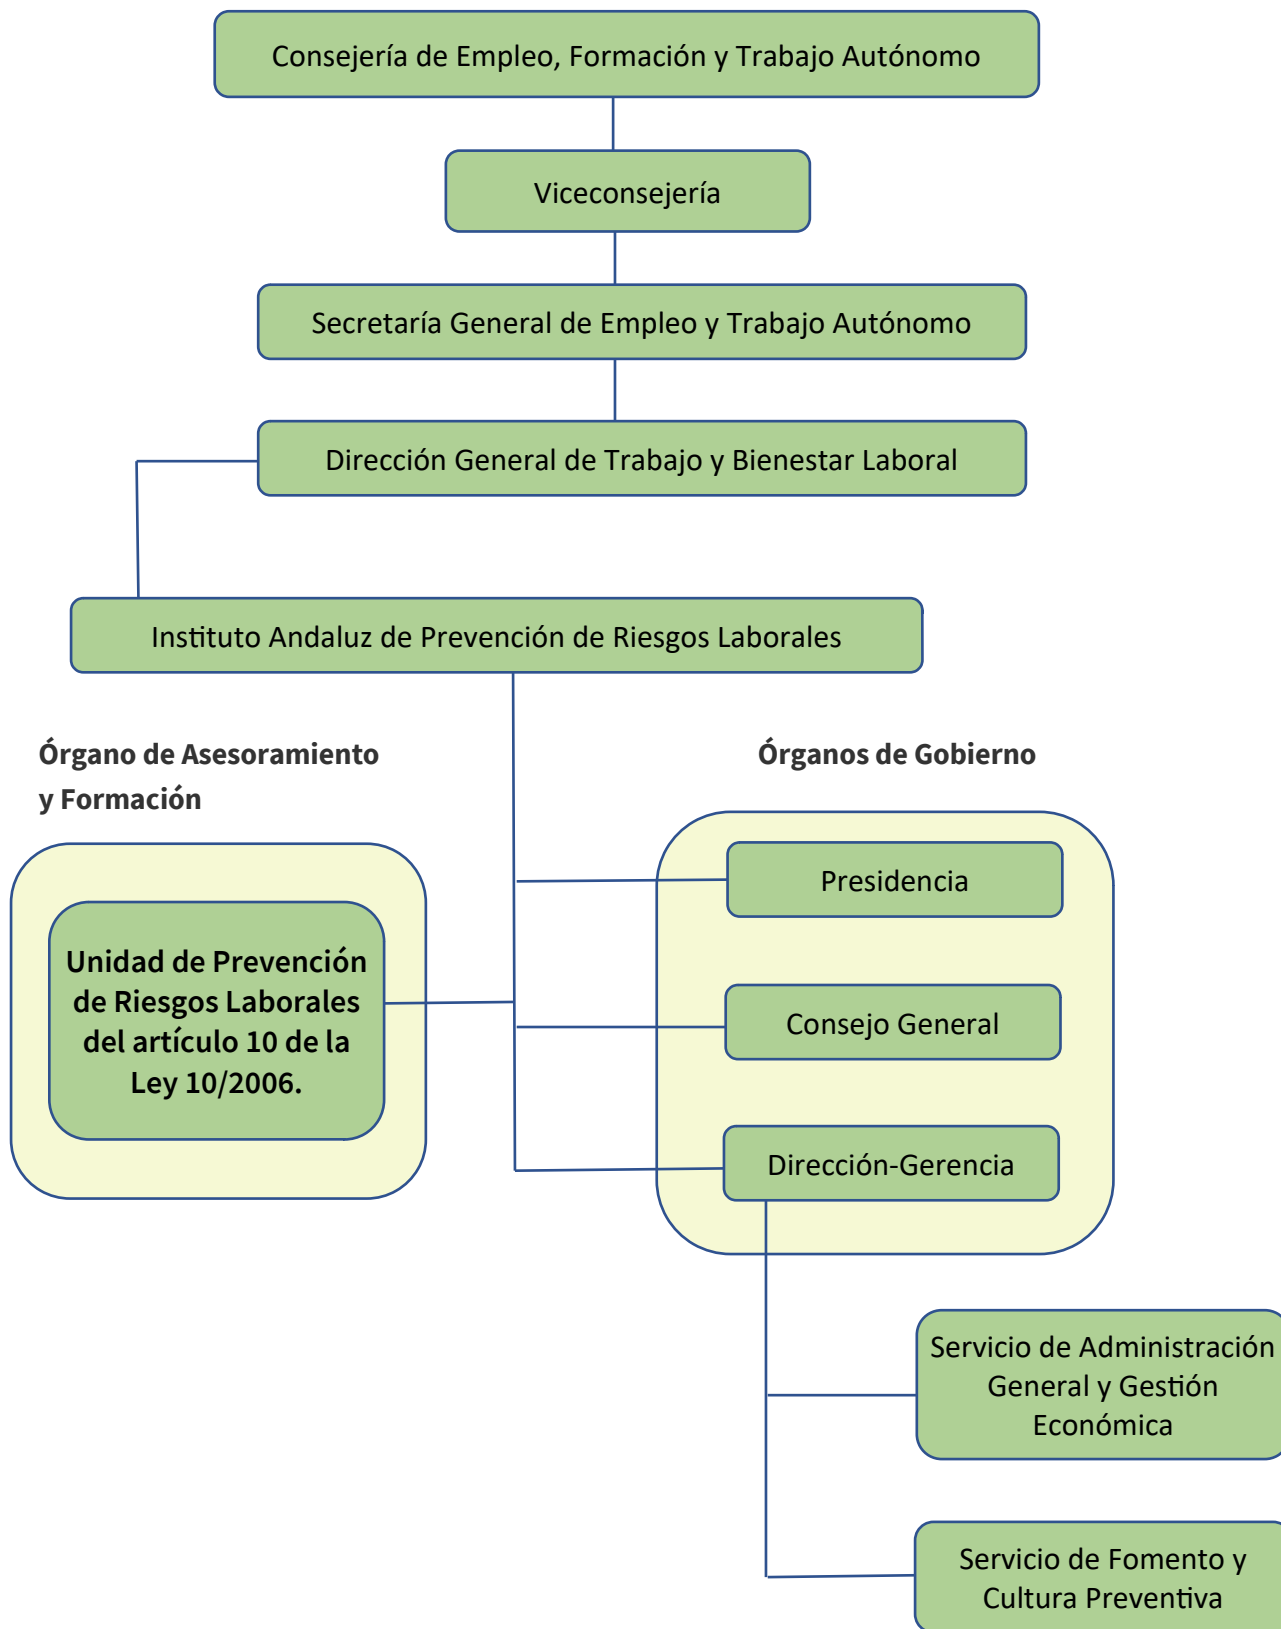 Consejería de Empleo, Formación y Trabajo Autónomo
Viceconsejería
Secretaría General de Empleo y Trabajo Autónomo
Dirección General de Trabajo y Bienestar Laboral
Instituto Andaluz de Prevención de Riesgos Laborales
Órgano de Asesoramiento
y Formación
Unidad de Prevención
de Riesgos Laborales
del artículo 10 de la
Ley 10/2006.
Órganos de Gobierno
Presidencia
Consejo General
Dirección-Gerencia
Servicio de Administración
General y Gestión
Económica
Servicio de Fomento y
Cultura Preventiva